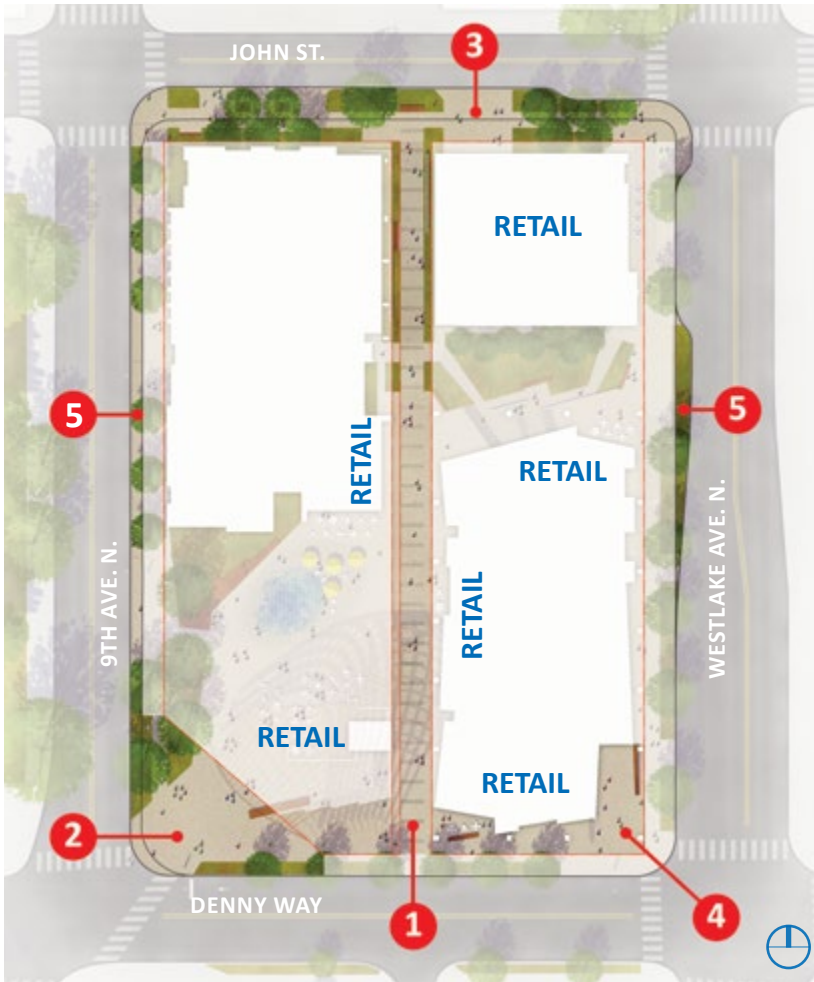 JOHN ST.
3
RETAIL
5
5
RETAIL
RETAIL
9TH AVE. N.
RETAIL
WESTLAKE AVE. N.
RETAIL
RETAIL
2
DENNY WAY
1
4